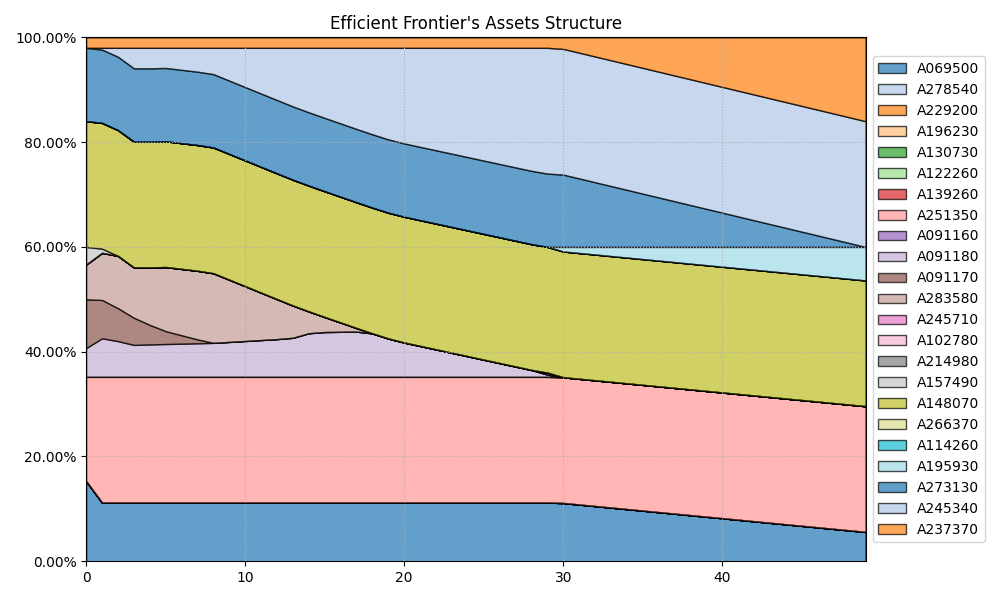 Efficient Frontier's Assets Structure
100.00%
80.00%
60.00%
40.00%
20.00%
0.00%
0
10
20
30
40
A069500
A278540
A229200
A196230
A130730
A122260
A139260
A251350
A091160
A091180
A091170
A283580
A245710
A102780
A214980
A157490
A148070
A266370
A114260
A195930
A273130
A245340
A237370